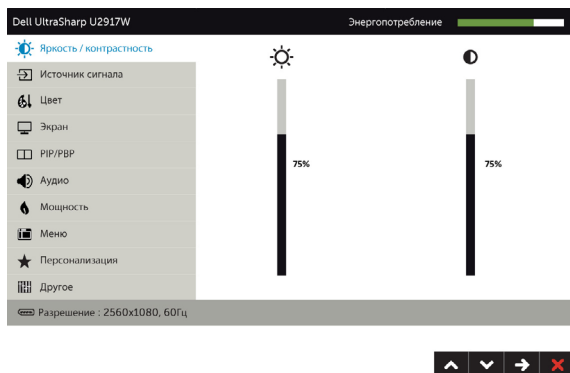 Dell UltraSharp U2917W
Энергопотребление
Яркость / контрастность
Источник сигнала
Цвет
Экран
PIP/PBP
Аудио
Мощность
Меню
Персонализация
Другое
75%
75%
Разрешение : 2560x1080, 60Гц